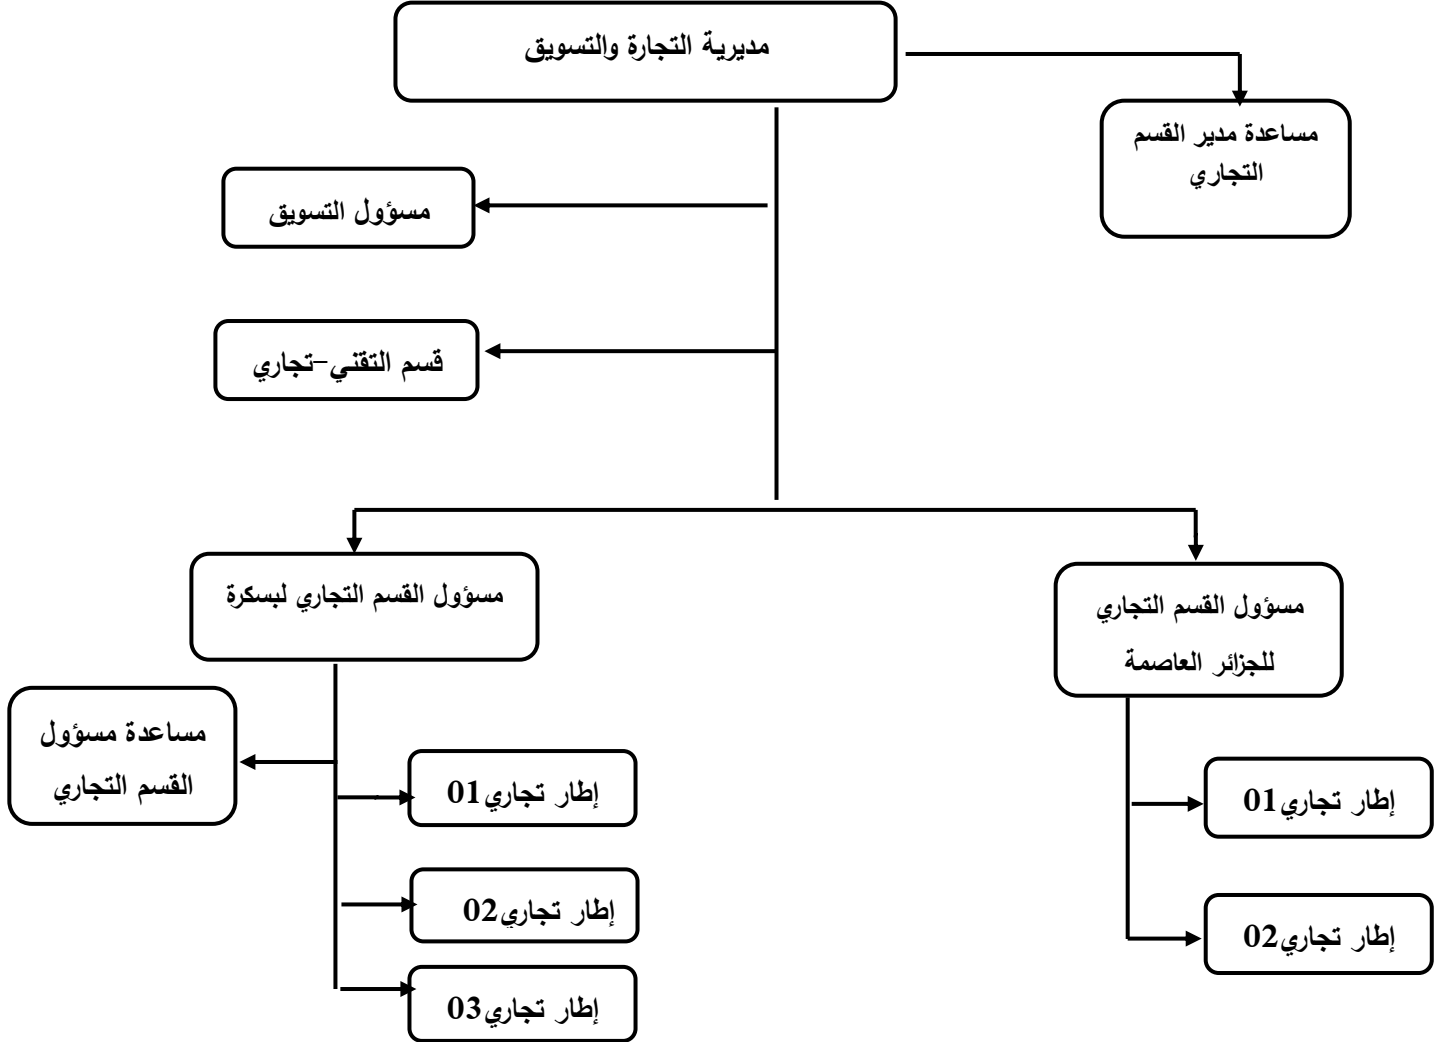 مديرية التجارة والتسويق
مساعدة مدير القسم
التجاري
مسؤول التسويق
قسم التقني-تجاري
مسؤول القسم التجاري
للجزائر العاصمة
مسؤول القسم التجاري لبسكرة
مساعدة مسؤول
القسم التجاري
إطار تجاري01
إطار تجاري01
إطار تجاري02
إطار تجاري02
إطار تجاري03